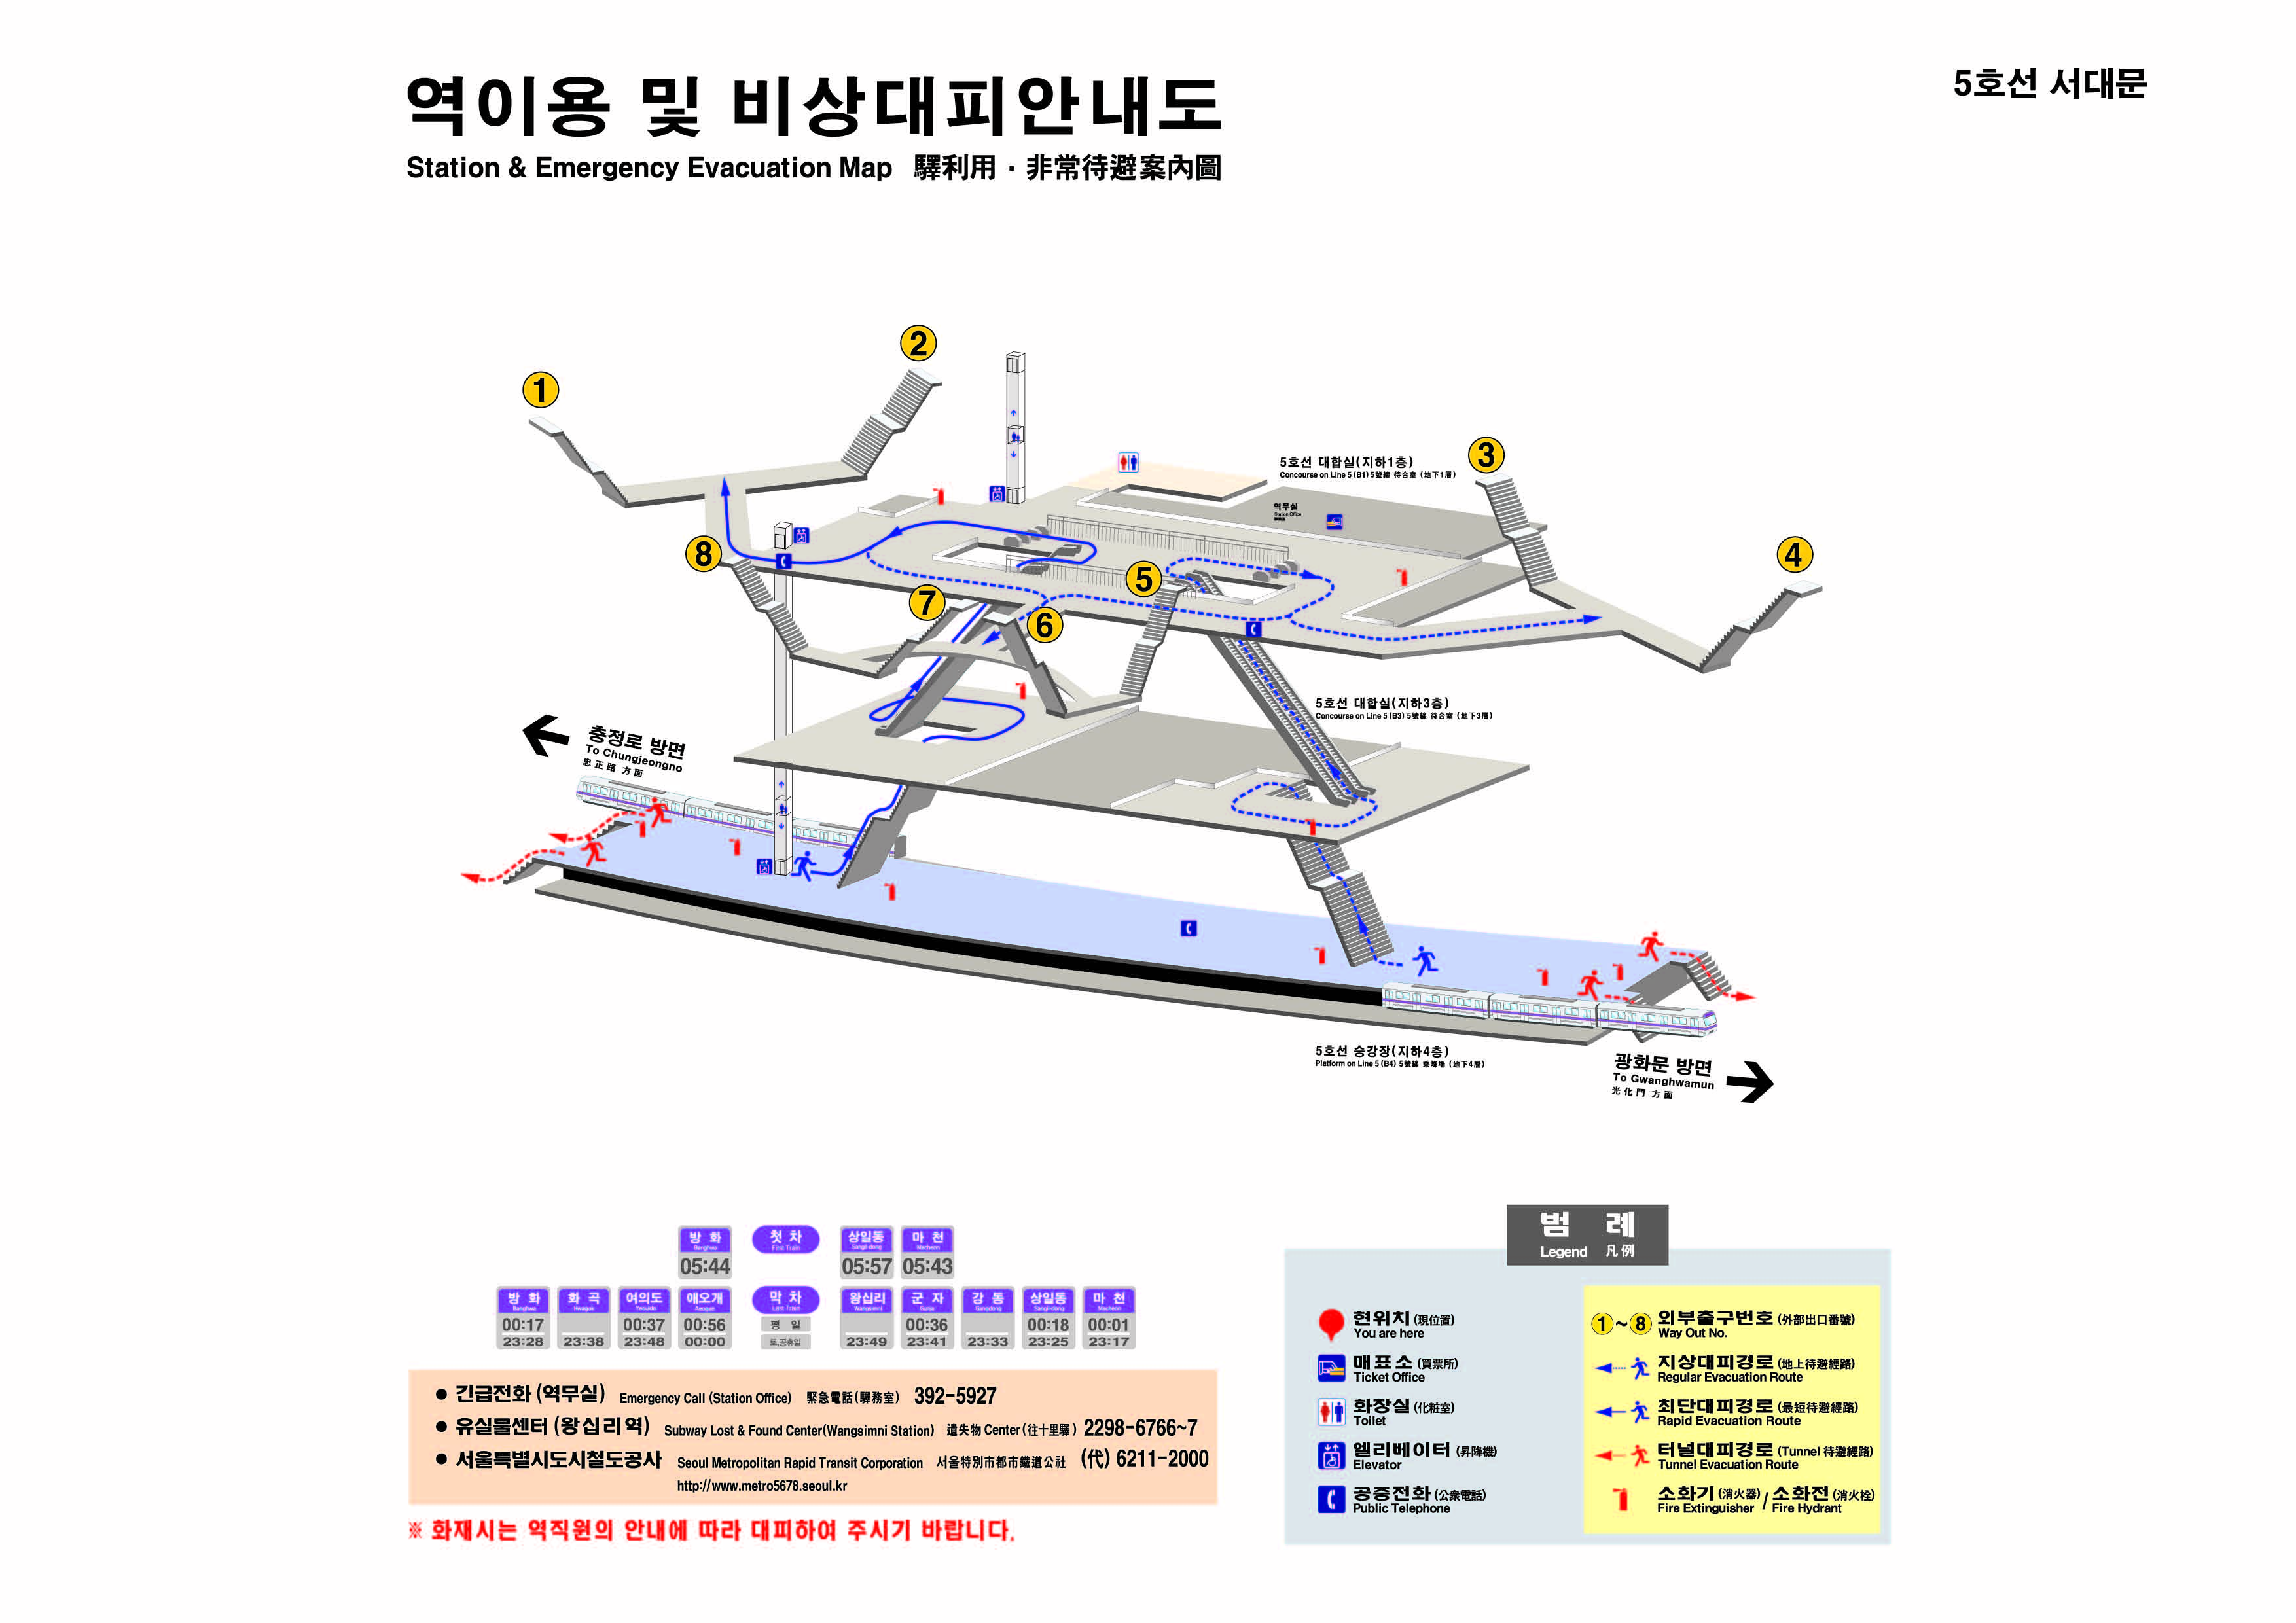 역이용 및 비상대피안내도
Station & Emergency Evacuation Map 驛利用 · 非常待避案內圖
5호선 서대문
1
2
3
4
5
6
7
8
5호선 대합실(지하1층)
Concourse on Line 5 (B1) 5號線 待合室 (地下1層)
역무실
Station Office
5호선 대합실(지하3층)
Concourse on Line 5 (B3) 5號線 待合室 (地下3層)
충정로 방면
To Chungjeongno
忠正路 方面
5호선 승강장(지하4층)
Platform on Line 5 (B4) 5號線 乘降場 (地下4層)
광화문 방면
To Gwanghwamun
光化門 方面
방화 첫차 상일동 마천
Banghwa First Train Sangil-dong Macheon
05:44 05:57 05:43
방화 화곡 여의도 애오개 막차 왕십리 군자 강동 상일동 마천
Banghwa Hwagok Yeouido Aeogae Last Train Wangsimni Gunja Gangdong Sangil-dong Macheon
00:17 00:37 00:56 평일 00:36 00:18 00:01
23:28 23:38 23:48 00:00 토,공휴일 23:49 23:41 23:33 23:25 23:17
● 긴급전화 (역무실) Emergency Call (Station Office) 緊急電話(驛務室) 392-5927
● 유실물센터 (왕십리역) Subway Lost & Found Center(Wangsimni Station) 遺失物 Center(往十里驛) 2298-6766~7
● 서울특별시도시철도공사 Seoul Metropolitan Rapid Transit Corporation 서울特別市都市鐵道公社 (代) 6211-2000
http://www.metro5678.seoul.kr
※ 화재시는 역직원의 안내에 따라 대피하여 주시기 바랍니다.
범 례
Legend 凡例
현위치 (現位置)
You are here
매표소 (買票所)
Ticket Office
화장실 (化粧室)
Toilet
엘리베이터 (昇降機)
Elevator
공중전화 (公衆電話)
Public Telephone
1~8 외부출구번호 (外部出口番號)
Way Out No.
지상대피경로 (地上待避經路)
Regular Evacuation Route
최단대피경로 (最短待避經路)
Rapid Evacuation Route
터널대피경로 (Tunnel 待避經路)
Tunnel Evacuation Route
소화기 (消火器) / 소화전 (消火栓)
Fire Extinguisher / Fire Hydrant